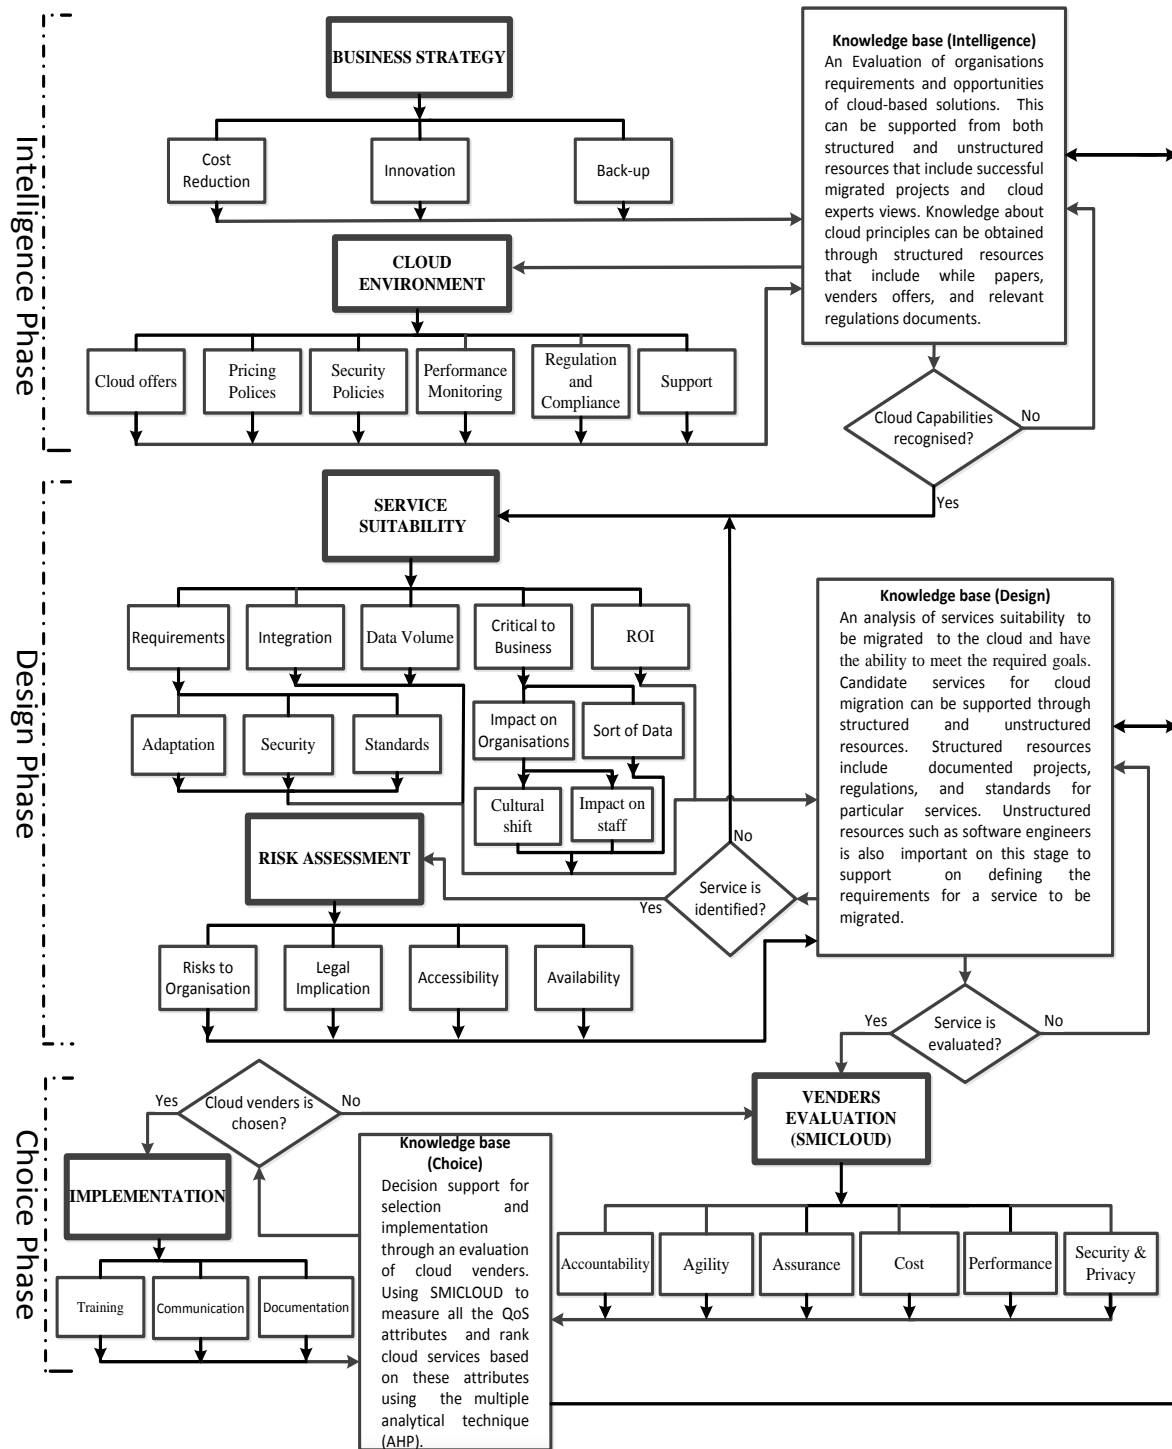 Intelligence Phase
BUSINESS STRATEGY
Cost
Reduction
Innovation
Back-up
Knowledge base (Intelligence)
An Evaluation of organisations
requirements and opportunities
of cloud-based solutions. This
can be supported from both
structured and unstructured
resources that include successful
migrated projects and cloud
experts views. Knowledge about
cloud principles can be obtained
through structured resources
that include while papers,
venders offers, and relevant
regulations documents.
CLOUD
ENVIRONMENT
Cloud offers
Pricing
Polices
Security
Policies
Performance
Monitoring
Regulation
and
Compliance
Support
Cloud Capabilities
recognised?
No
Yes
Design Phase
SERVICE
SUITABILITY
Requirements
Integration
Data Volume
Critical to
Business
ROI
Adaptation
Security
Standards
Impact on
Organisations
Sort of Data
Cultural
shift
Impact on
staff
Knowledge base (Design)
An analysis of services suitability to
be migrated to the cloud and have
the ability to meet the required goals.
Candidate services for cloud
migration can be supported through
structured and unstructured
resources. Structured resources
include documented projects,
regulations, and standards for
particular services. Unstructured
resources such as software engineers
is also important on this stage to
support on defining the
requirements for a service to be
migrated.
RISK ASSESSMENT
No
Yes
Service is
identified?
Risks to
Organisation
Legal
Implication
Accessibility
Availability
Yes
Service is
evaluated?
No
Choice Phase
Yes
Cloud venders is
chosen?
No
VENDERS
EVALUATION
(SMICLOUD)
IMPLEMENTATION
Training
Communication
Documentation
Knowledge base
(Choice)
Decision support for
selection and
implementation
through an evaluation
of cloud venders.
Using SMICLOUD to
measure all the QoS
attributes and rank
cloud services based
on these attributes
using the multiple
analytical technique
(AHP).
Accountability
Agility
Assurance
Cost
Performance
Security &
Privacy